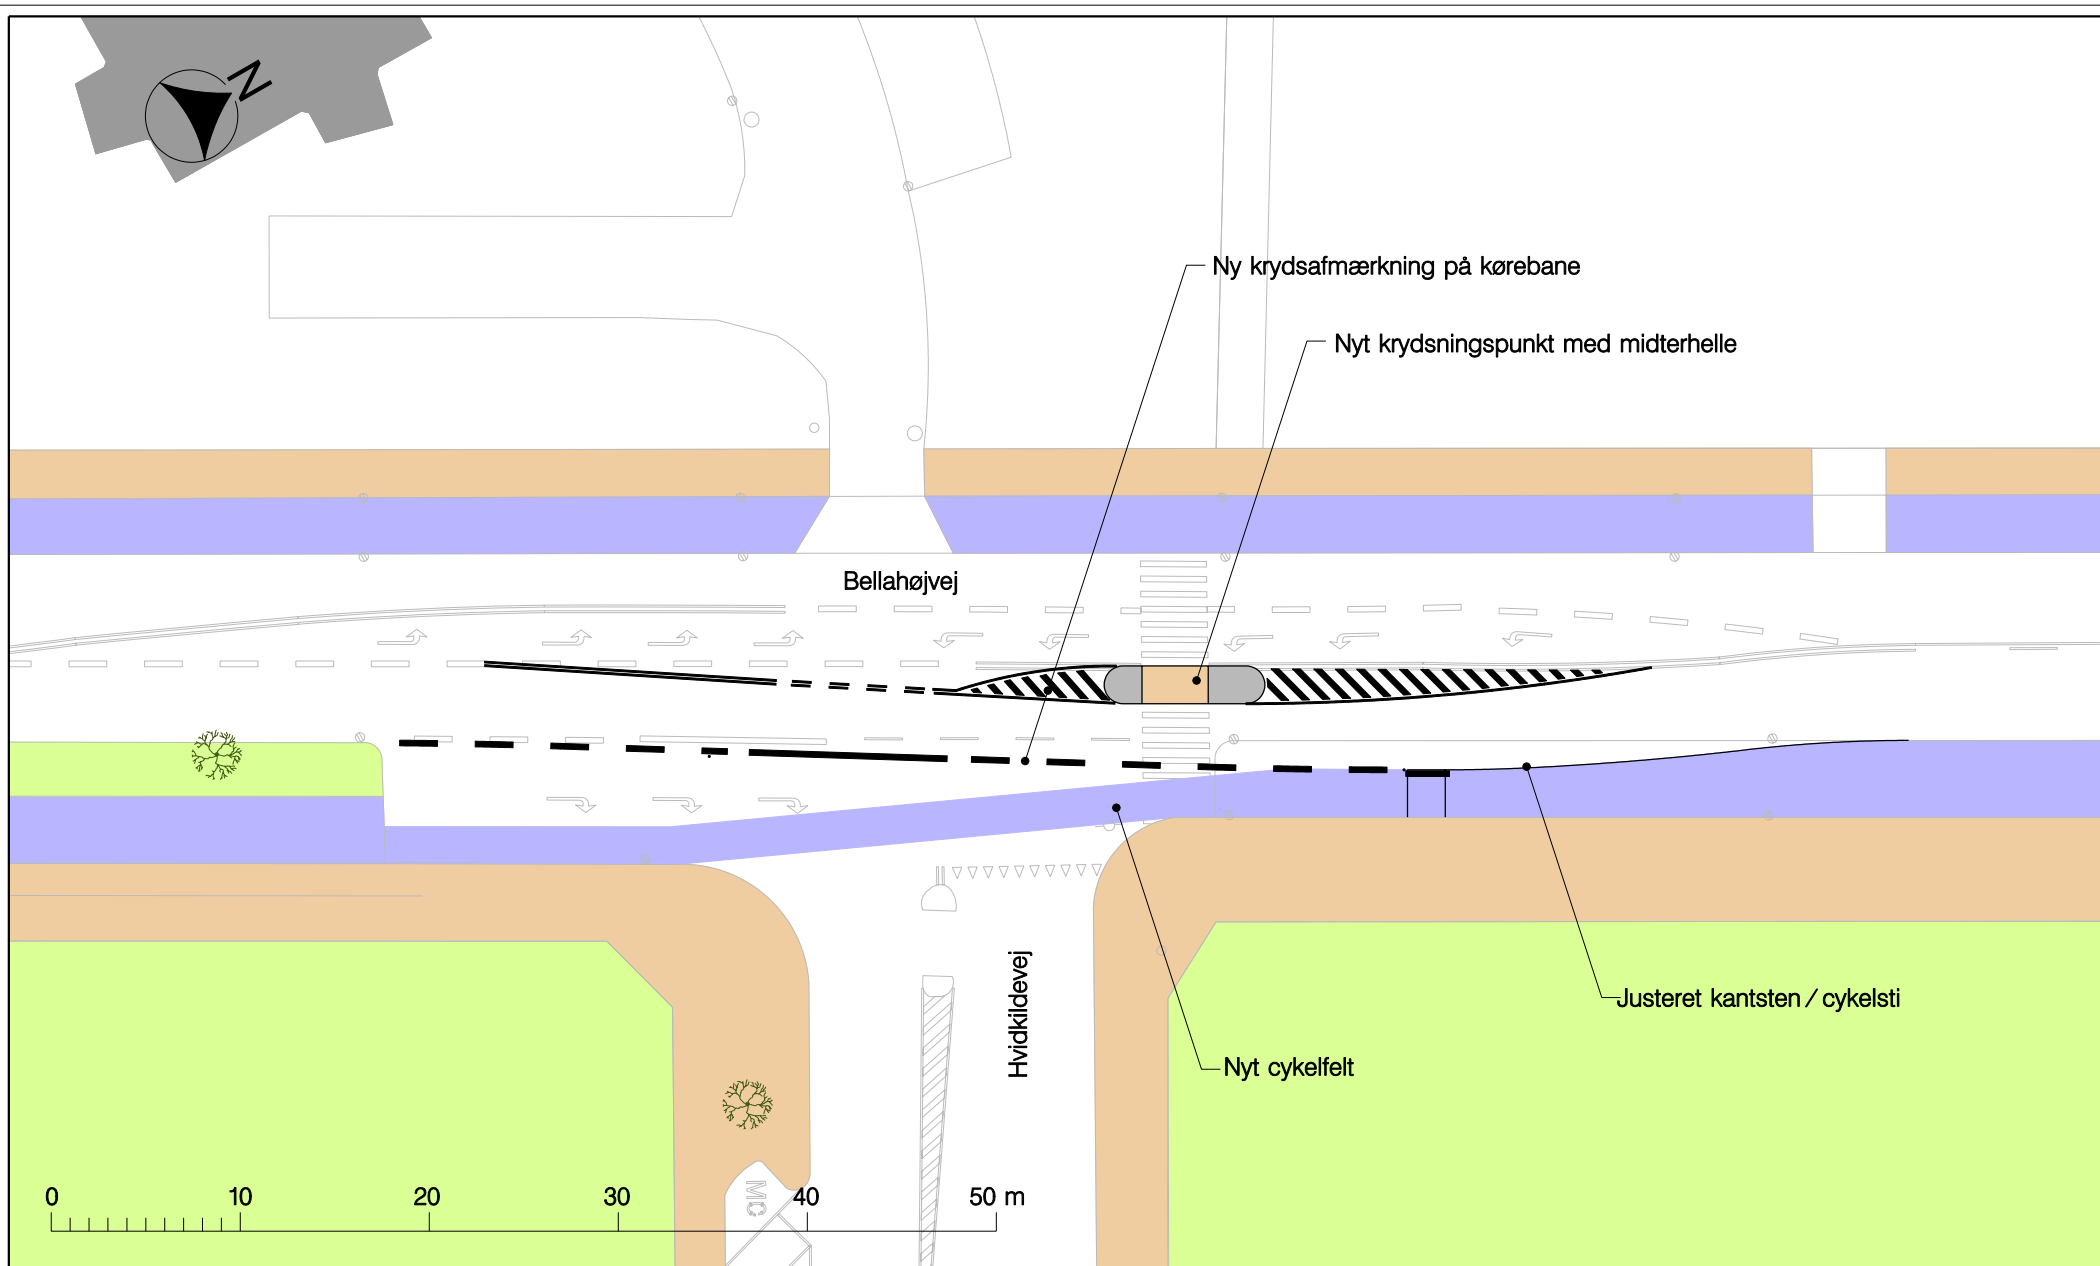 N
Ny krydsafmærkning på kørebane
Nyt krydsningspunkt med midterhelle
Bellahøjvej
Hvidkildevej
Justeret kantsten / cykelsti
Nyt cykelfelt
MC
0 10 20 30 40 50 m